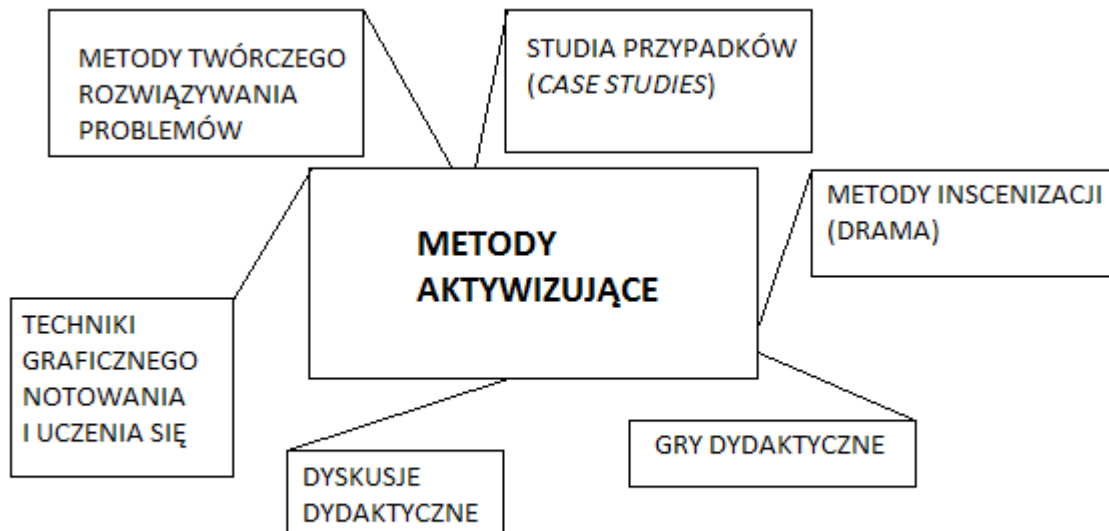 METODY TWÓRCZEGO
ROZWIĄZYWANIA
PROBLEMÓW
STUDIA PRZYPADKÓW
(CASE STUDIES)
METODY INSCENIZACJI
(DRAMA)
METODY
AKTYWIZUJĄCE
TECHNIKI
GRAFICZNEGO
NOTOWANIA
I UCZENIA SIĘ
DYSKUSJE
DYDAKTYCZNE
GRY DYDAKTYCZNE